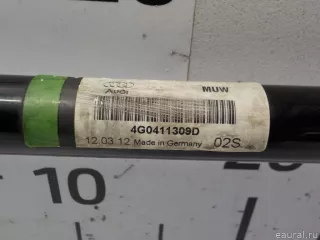 Audi
MUW
4G0411309D
12.03.12 Made in Germany 02S
10
© eaural.ru